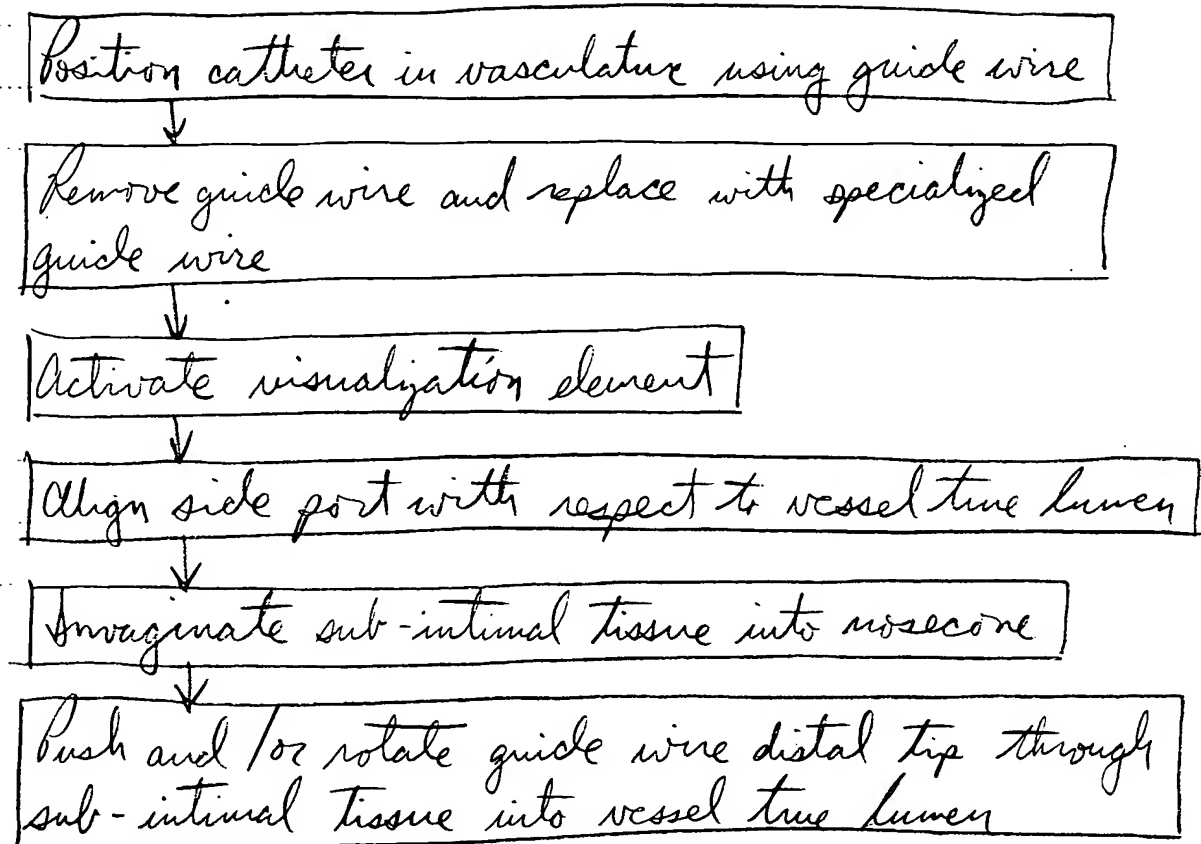 Position catheter in vasculature using guide wire
Remove guide wire and replace with specialized
guide wire
Activate visualization element
Align side port with respect to vessel true lumen
Invaginate sub-intimal tissue into nosecone
Push and/or rotate guide wire distal tip through
sub-intimal tissue into vessel true lumen